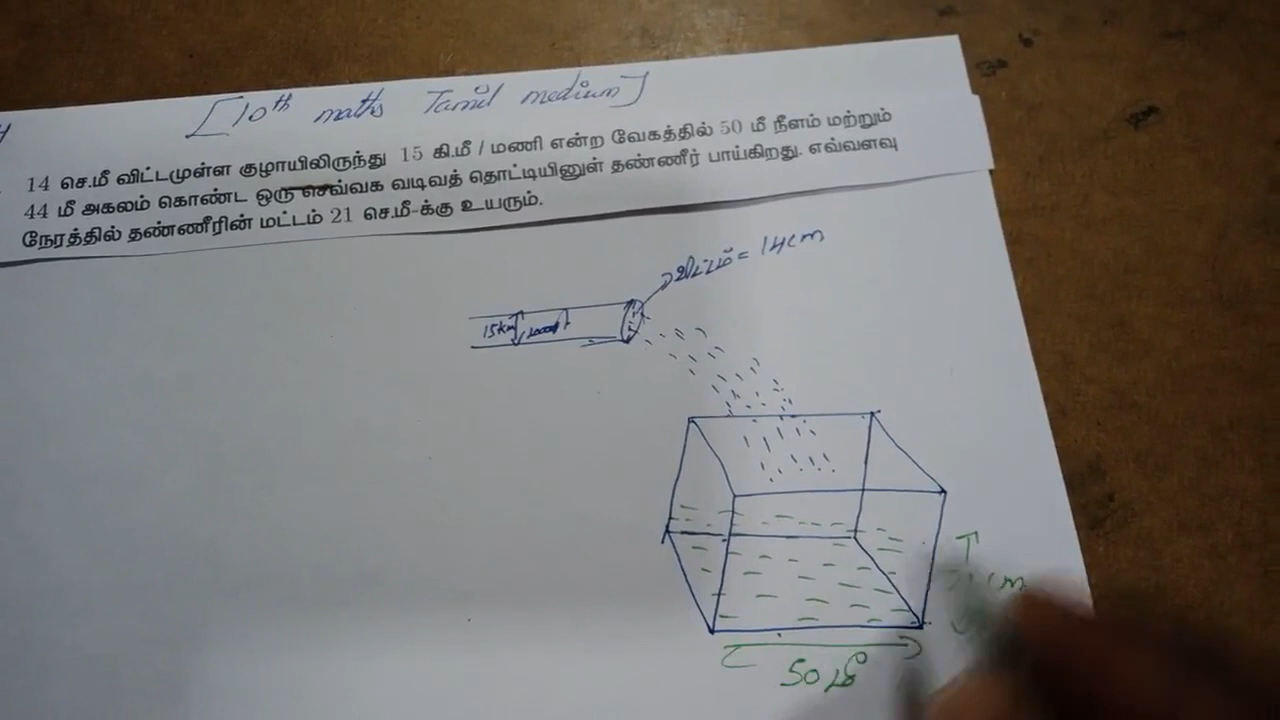 [10th maths Tamil medium]
14 செ.மீ விட்டமுள்ள குழாயிலிருந்து 15 கி.மீ / மணி என்ற வேகத்தில் 50 மீ நீளம் மற்றும்
44 மீ அகலம் கொண்ட ஒரு செவ்வக வடிவத் தொட்டியினுள் தண்ணீர் பாய்கிறது. எவ்வளவு
நேரத்தில் தண்ணீரின் மட்டம் 21 செ.மீ-க்கு உயரும்.
விட்டம் = 14cm
15km
cm
50 மீ